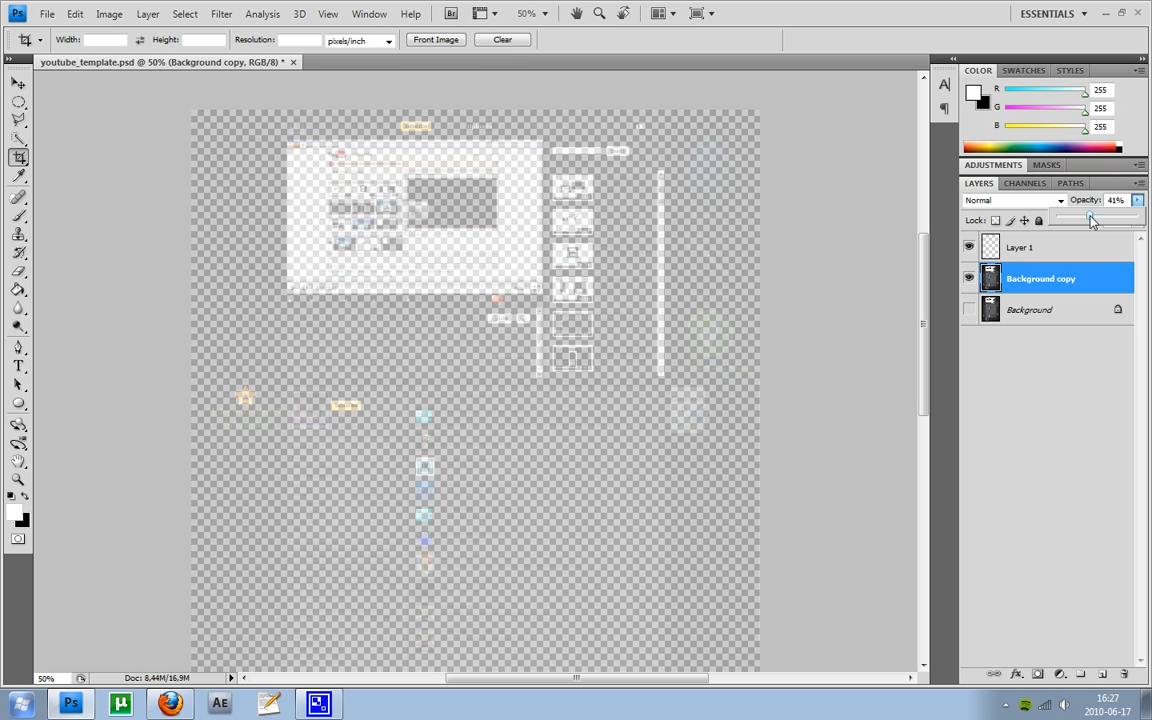 Ps File Edit Image Layer Select Filter Analysis 3D View Window Help Br 50% ESSENTIALS
Width: Height: Resolution: pixels/inch Front Image Clear
youtube_template.psd @ 50% (Background copy, RGB/8) *
COLOR SWATCHES STYLES
R 255
G 255
B 255
ADJUSTMENTS MASKS
LAYERS CHANNELS PATHS
Normal Opacity: 41%
Lock:
Layer 1
Background copy
Background
50% Doc: 8,44M/16,9M
Ps AE 16:27
2010-06-17